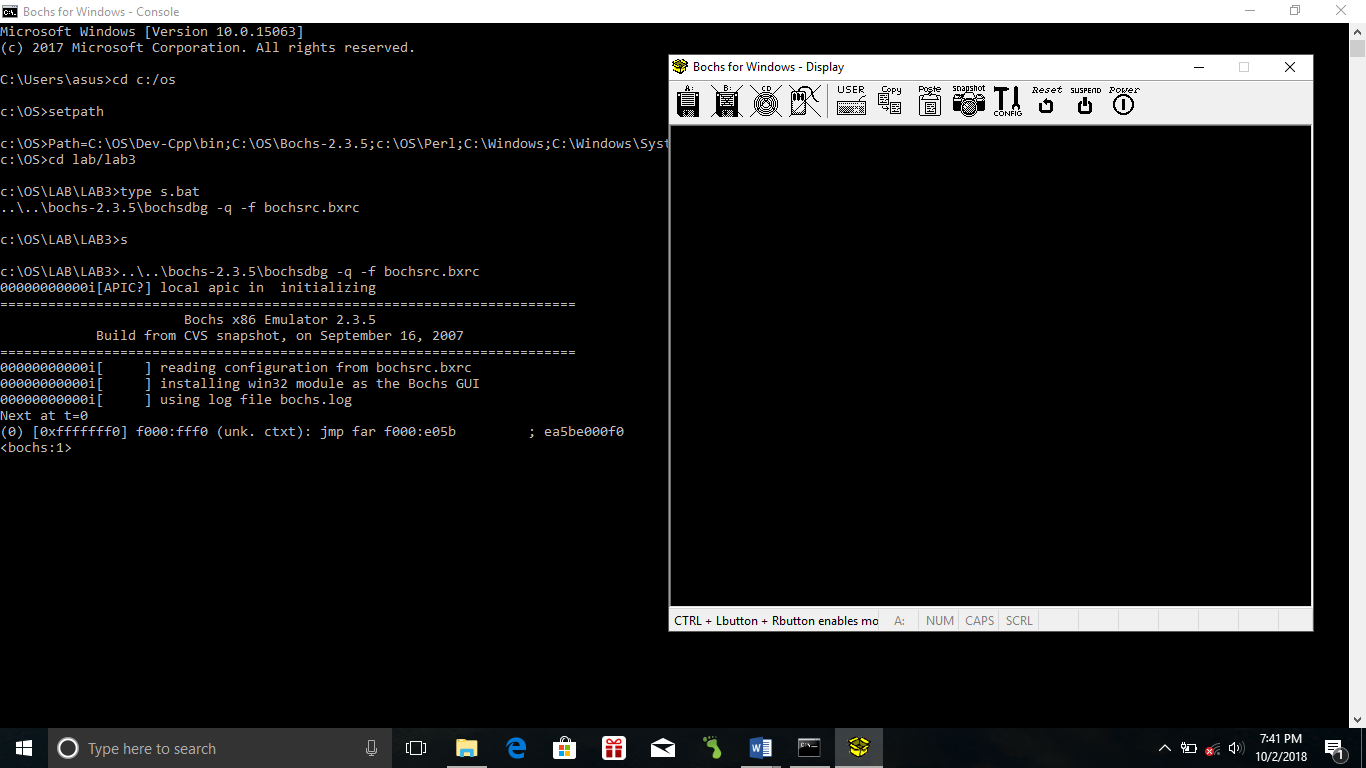 Bochs for Windows - Console
Microsoft Windows [Version 10.0.15063]
(c) 2017 Microsoft Corporation. All rights reserved.
C:\Users\asus>cd c:/os
c:\OS>setpath
c:\OS>Path=C:\OS\Dev-Cpp\bin;C:\OS\Bochs-2.3.5;c:\OS\Perl;C:\Windows;C:\Windows\Syst
c:\OS>cd lab/lab3
c:\OS\LAB\LAB3>type s.bat
..\..\bochs-2.3.5\bochsdbg -q -f bochsrc.bxrc
c:\OS\LAB\LAB3>s
c:\OS\LAB\LAB3>..\..\bochs-2.3.5\bochsdbg -q -f bochsrc.bxrc
00000000000i[APIC?] local apic in  initializing
========================================================================
Bochs x86 Emulator 2.3.5
Build from CVS snapshot, on September 16, 2007
========================================================================
00000000000i[     ] reading configuration from bochsrc.bxrc
00000000000i[     ] installing win32 module as the Bochs GUI
00000000000i[     ] using log file bochs.log
Next at t=0
(0) [0xfffffff0] f000:fff0 (unk. ctxt): jmp far f000:e05b         ; ea5be000f0
<bochs:1>
Bochs for Windows - Display
A: B: CD USER Copy Paste Snapshot CONFIG Reset SUSPEND Power
CTRL + Lbutton + Rbutton enables mo A: NUM CAPS SCRL
Type here to search
7:41 PM
10/2/2018
1